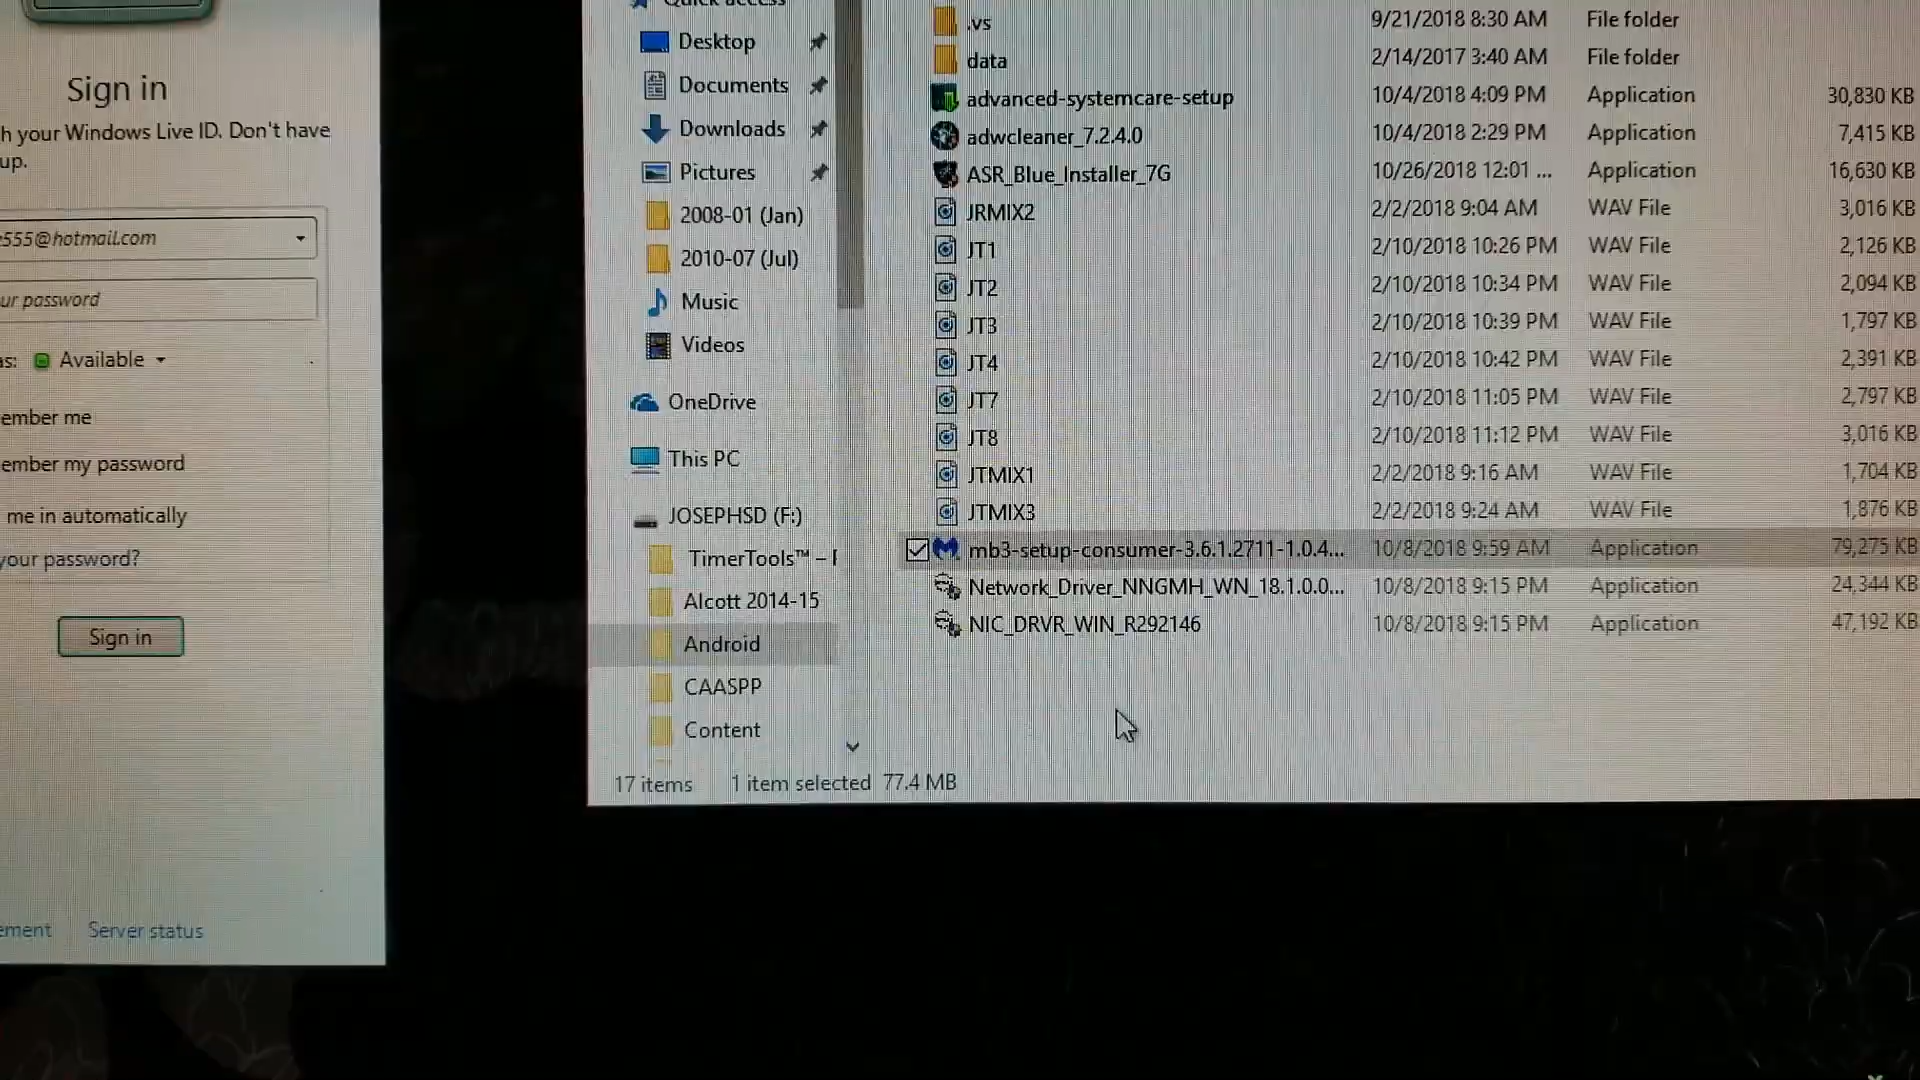 Sign in
h your Windows Live ID. Don't have
up.
555@hotmail.com
ur password
as: Available
ember me
ember my password
me in automatically
your password?
Sign in
ement Server status
Quick access
Desktop
Documents
Downloads
Pictures
2008-01 (Jan)
2010-07 (Jul)
Music
Videos
OneDrive
This PC
JOSEPHSD (F:)
TimerTools™ – F
Alcott 2014-15
Android
CAASPP
Content
.vs 9/21/2018 8:30 AM File folder
data 2/14/2017 3:40 AM File folder
advanced-systemcare-setup 10/4/2018 4:09 PM Application 30,830 KB
adwcleaner_7.2.4.0 10/4/2018 2:29 PM Application 7,415 KB
ASR_Blue_Installer_7G 10/26/2018 12:01 ... Application 16,630 KB
JRMIX2 2/2/2018 9:04 AM WAV File 3,016 KB
JT1 2/10/2018 10:26 PM WAV File 2,126 KB
JT2 2/10/2018 10:34 PM WAV File 2,094 KB
JT3 2/10/2018 10:39 PM WAV File 1,797 KB
JT4 2/10/2018 10:42 PM WAV File 2,391 KB
JT7 2/10/2018 11:05 PM WAV File 2,797 KB
JT8 2/10/2018 11:12 PM WAV File 3,016 KB
JTMIX1 2/2/2018 9:16 AM WAV File 1,704 KB
JTMIX3 2/2/2018 9:24 AM WAV File 1,876 KB
mb3-setup-consumer-3.6.1.2711-1.0.4... 10/8/2018 9:59 AM Application 79,275 KB
Network_Driver_NNGMH_WN_18.1.0.0... 10/8/2018 9:15 PM Application 24,344 KB
NIC_DRVR_WIN_R292146 10/8/2018 9:15 PM Application 47,192 KB
17 items 1 item selected 77.4 MB